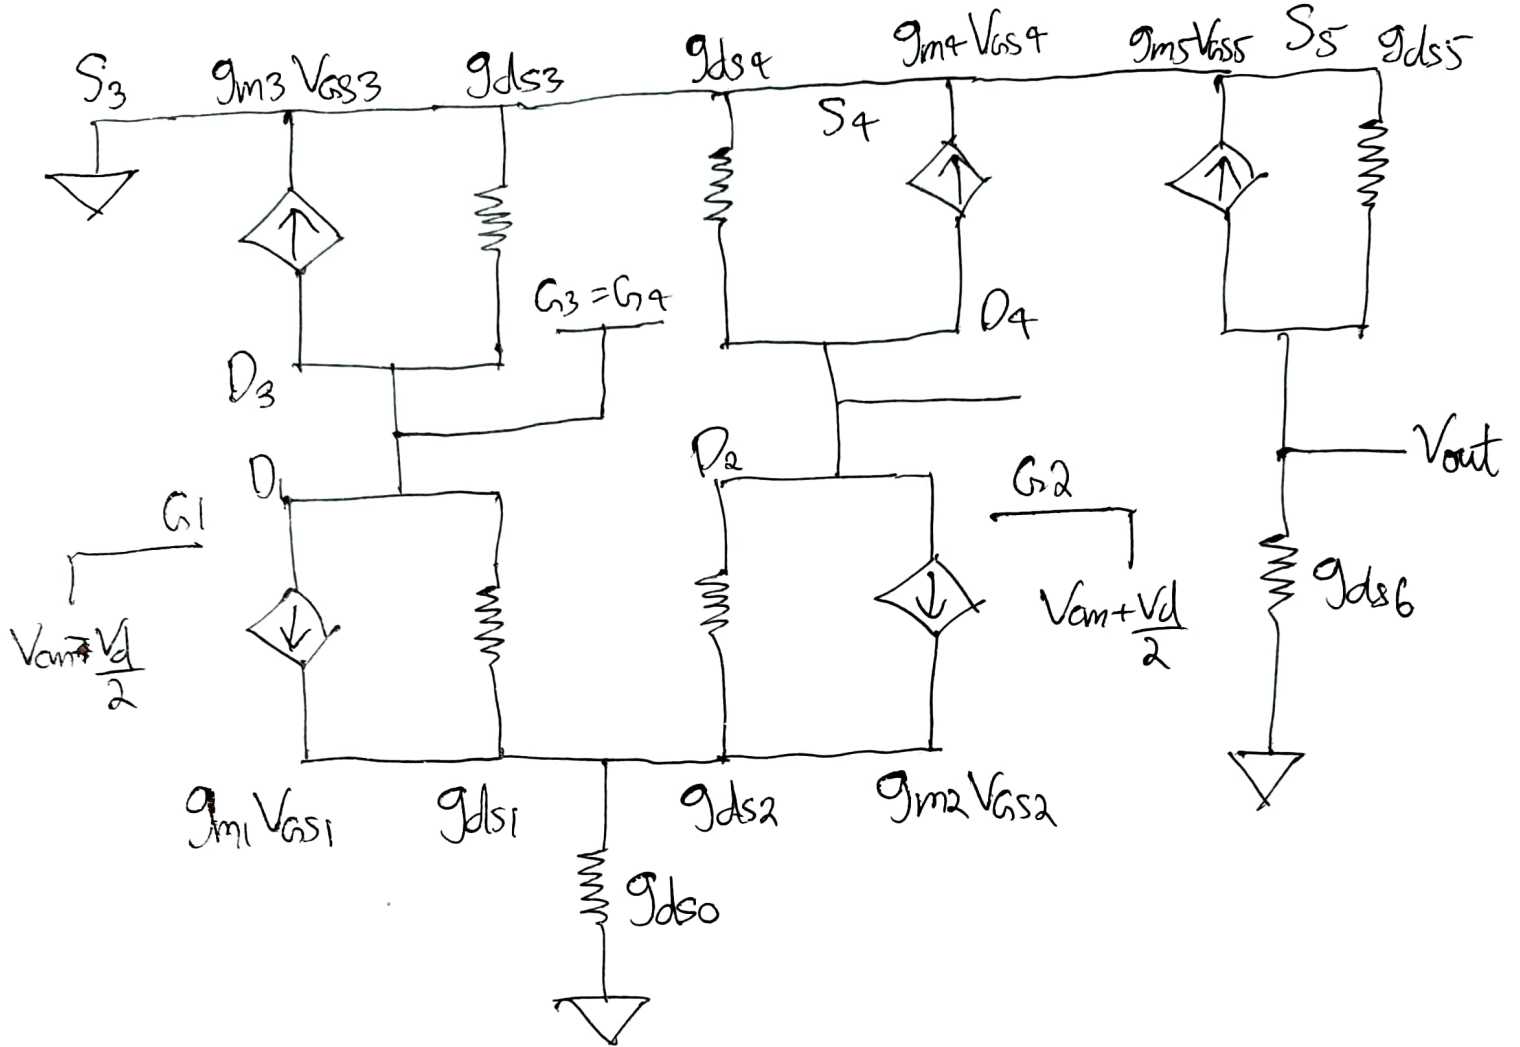 S3
gm3 VGS3
gds3
gds4
gm4 VGS4
gm5 VGS5
S5
gds5
S4
G3 = G4
D4
D3
D1
D2
G1
G2
Vout
Vcm - Vd/2
Vcm + Vd/2
gds6
gm1 VGS1
gds1
gds2
gm2 VGS2
gds0